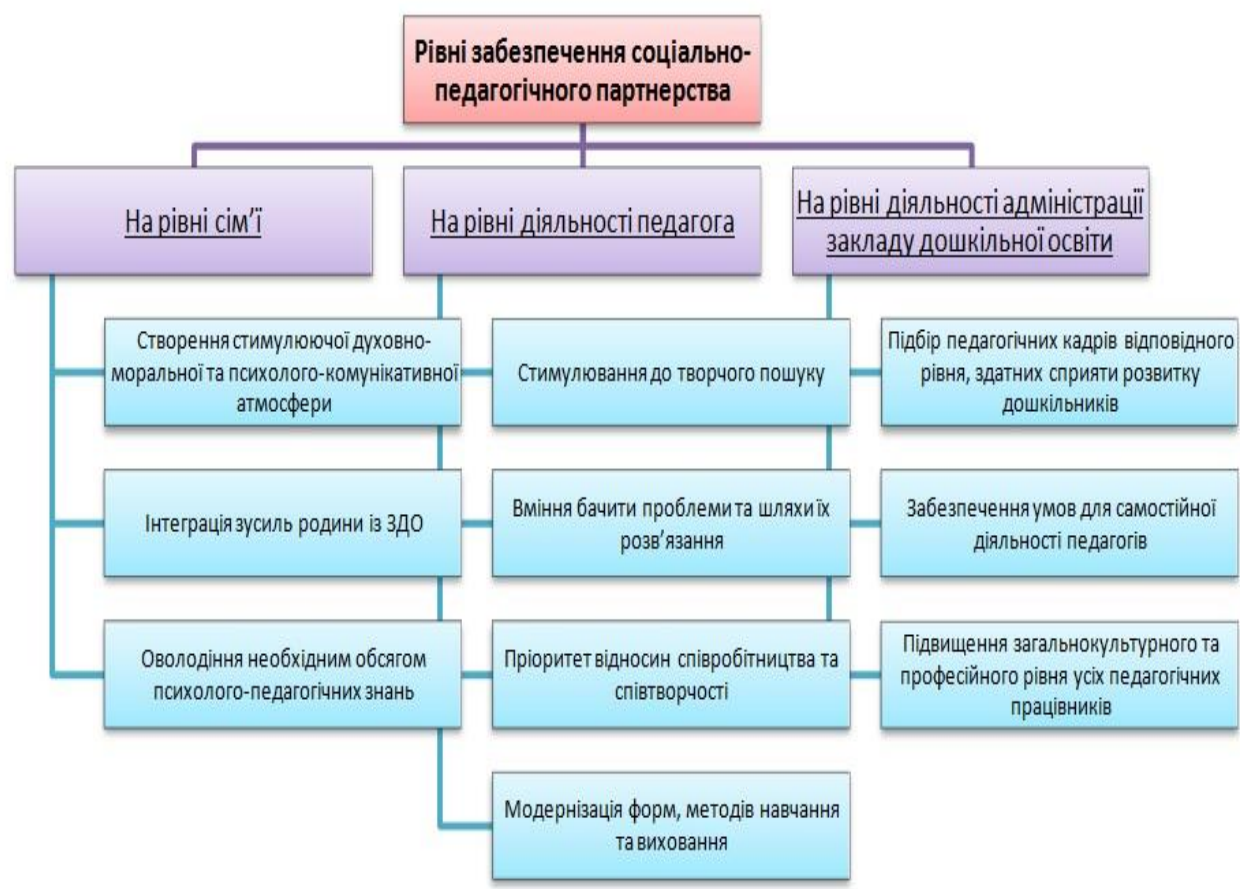 Рівні забезпечення соціально-
педагогічного партнерства
На рівні сім'ї
Створення стимулюючої духовно-
моральної та психолого-комунікативної
атмосфери
Інтеграція зусиль родини із ЗДО
Оволодіння необхідним обсягом
психолого-педагогічних знань
На рівні діяльності педагога
Стимулювання до творчого пошуку
Вміння бачити проблеми та шляхи їх
розв'язання
Пріоритет відносин співробітництва та
співтворчості
Модернізація форм, методів навчання
та виховання
На рівні діяльності адміністрації
закладу дошкільної освіти
Підбір педагогічних кадрів відповідного
рівня, здатних сприяти розвитку
дошкільників
Забезпечення умов для самостійної
діяльності педагогів
Підвищення загальнокультурного та
професійного рівня усіх педагогічних
працівників